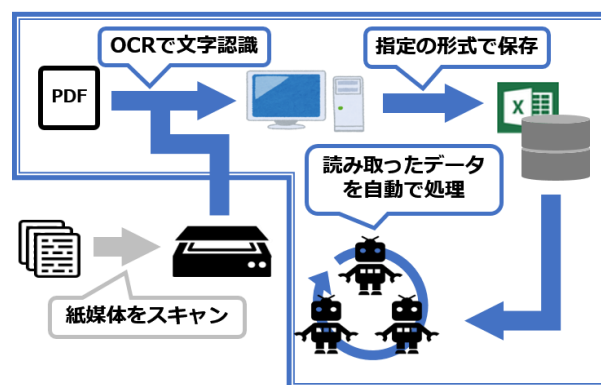 OCRで文字認識
指定の形式で保存
PDF
X
読み取ったデータ
を自動で処理
紙媒体をスキャン